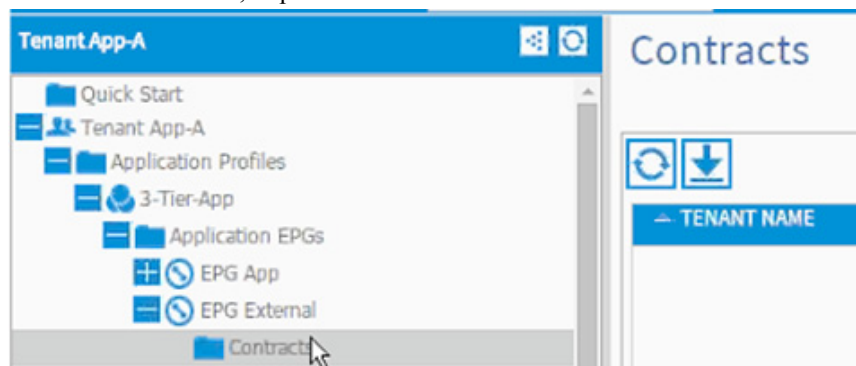 Tenant App-A
Contracts
Quick Start
Tenant App-A
Application Profiles
3-Tier-App
Application EPGs
EPG App
EPG External
Contracts
TENANT NAME